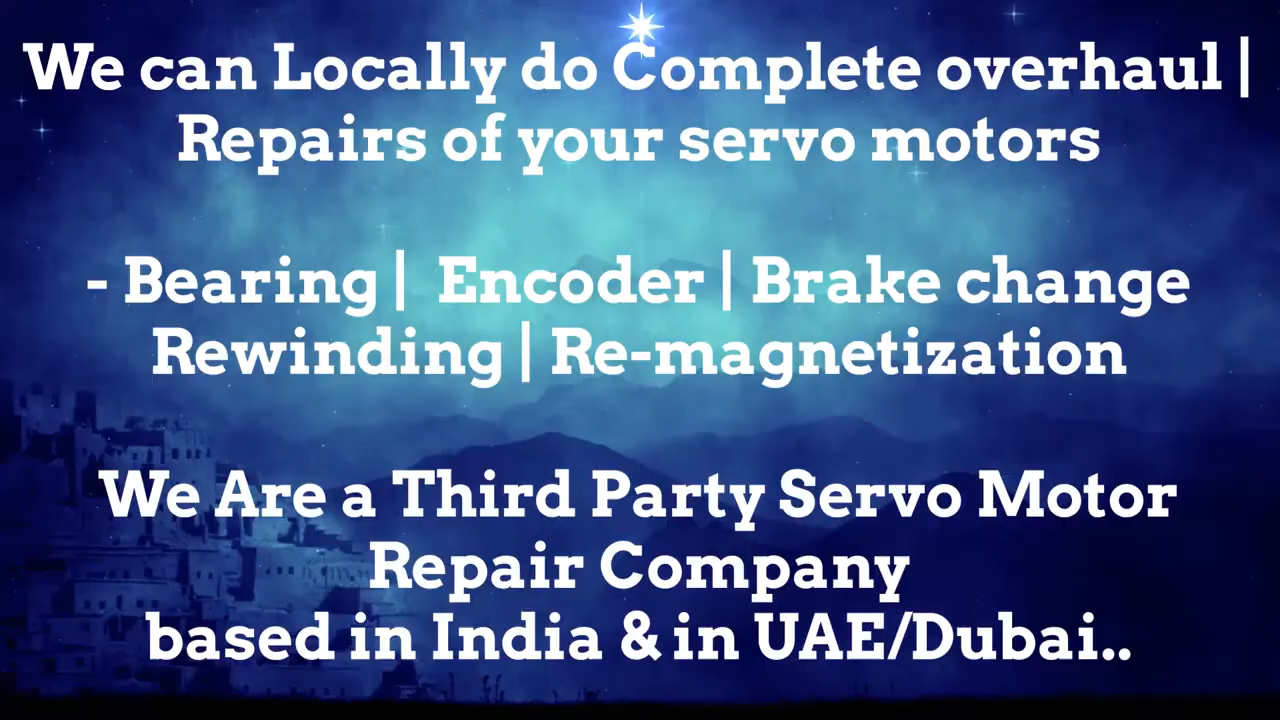 We can Locally do Complete overhaul |
Repairs of your servo motors
- Bearing | Encoder | Brake change
Rewinding | Re-magnetization
We Are a Third Party Servo Motor
Repair Company
based in India & in UAE/Dubai..